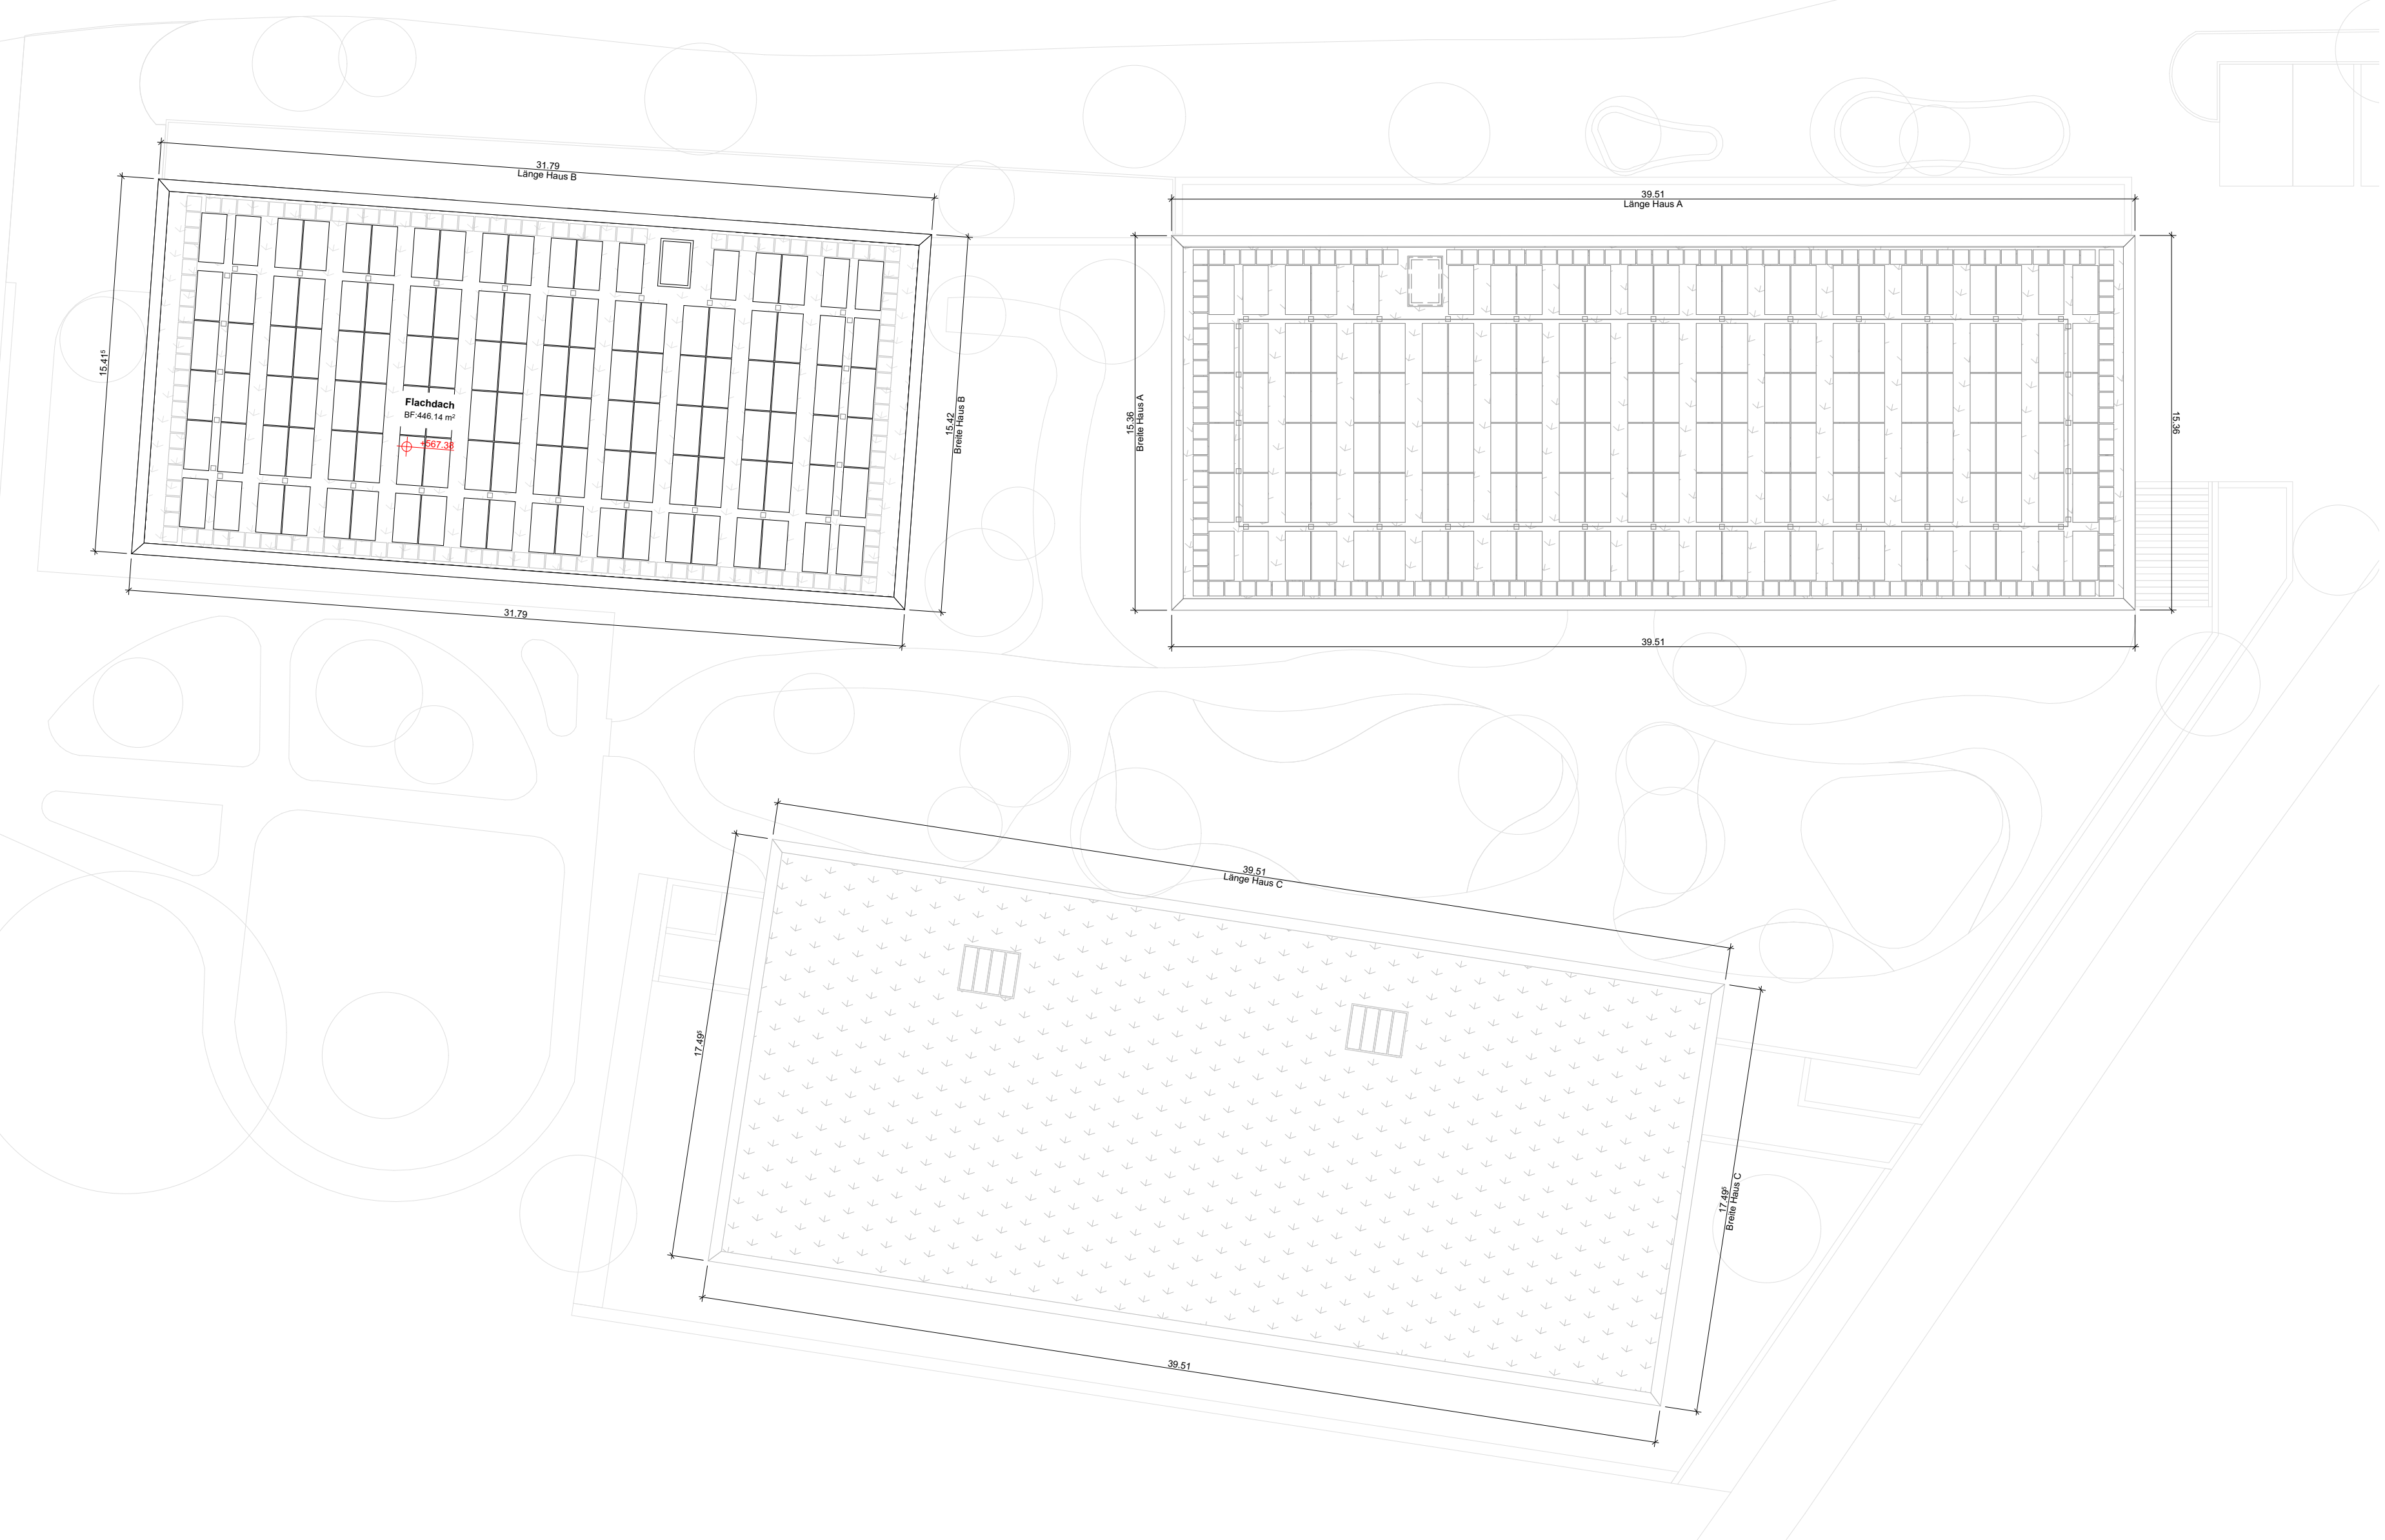 31.79
Länge Haus B
15.41⁵
Flachdach
BF:446.14 m²
+567.38
15.42
Breite Haus B
31.79
39.51
Länge Haus A
15.36
Breite Haus A
15.36
39.51
39.51
Länge Haus C
17.49⁵
17.49⁵
Breite Haus C
39.51